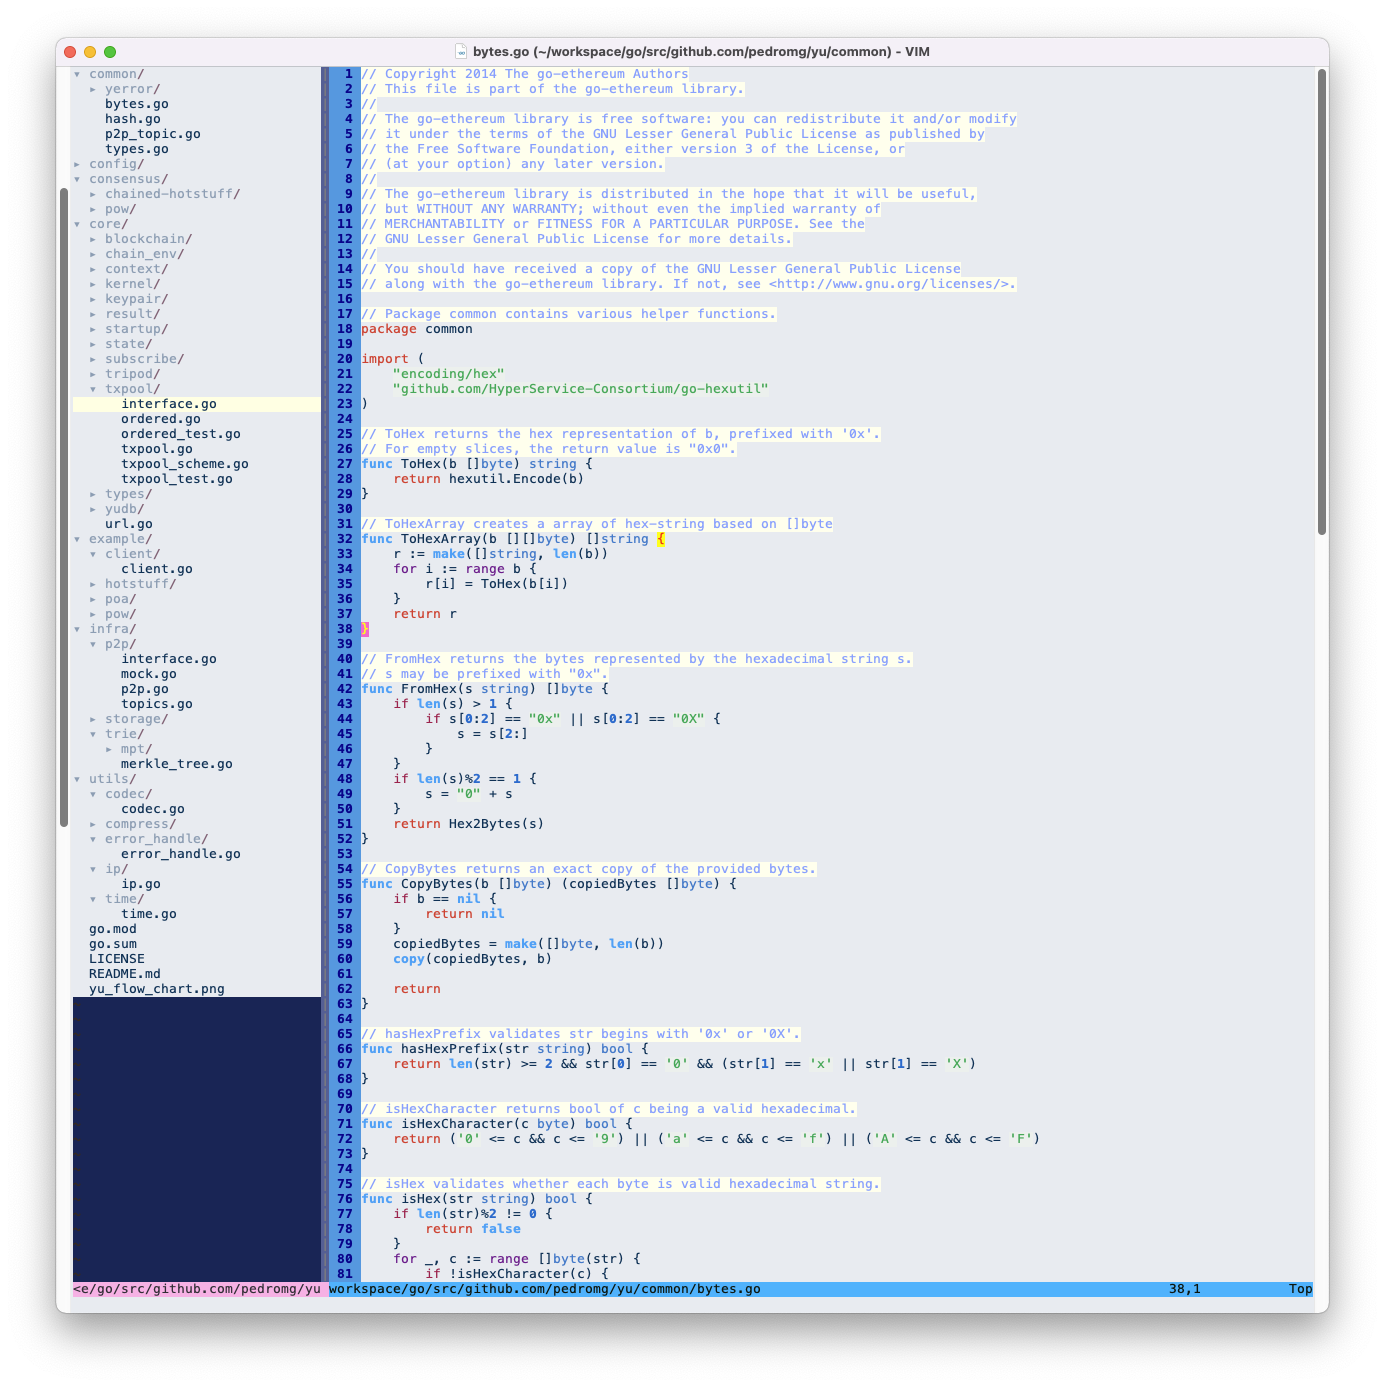 bytes.go (~/workspace/go/src/github.com/pedromg/yu/common) - VIM
▾ common/
▸ yerror/
bytes.go
hash.go
p2p_topic.go
types.go
▸ config/
▾ consensus/
▸ chained-hotstuff/
▸ pow/
▾ core/
▸ blockchain/
▸ chain_env/
▸ context/
▸ kernel/
▸ keypair/
▸ result/
▸ startup/
▸ state/
▸ subscribe/
▸ tripod/
▾ txpool/
interface.go
ordered.go
ordered_test.go
txpool.go
txpool_scheme.go
txpool_test.go
▸ types/
▸ yudb/
url.go
▾ example/
▾ client/
client.go
▸ hotstuff/
▸ poa/
▸ pow/
▾ infra/
▾ p2p/
interface.go
mock.go
p2p.go
topics.go
▸ storage/
▾ trie/
▸ mpt/
merkle_tree.go
▾ utils/
▾ codec/
codec.go
▸ compress/
▾ error_handle/
error_handle.go
▾ ip/
ip.go
▾ time/
time.go
go.mod
go.sum
LICENSE
README.md
yu_flow_chart.png
1 // Copyright 2014 The go-ethereum Authors
2 // This file is part of the go-ethereum library.
3 //
4 // The go-ethereum library is free software: you can redistribute it and/or modify
5 // it under the terms of the GNU Lesser General Public License as published by
6 // the Free Software Foundation, either version 3 of the License, or
7 // (at your option) any later version.
8 //
9 // The go-ethereum library is distributed in the hope that it will be useful,
10 // but WITHOUT ANY WARRANTY; without even the implied warranty of
11 // MERCHANTABILITY or FITNESS FOR A PARTICULAR PURPOSE. See the
12 // GNU Lesser General Public License for more details.
13 //
14 // You should have received a copy of the GNU Lesser General Public License
15 // along with the go-ethereum library. If not, see <http://www.gnu.org/licenses/>.
16
17 // Package common contains various helper functions.
18 package common
19
20 import (
21     "encoding/hex"
22     "github.com/HyperService-Consortium/go-hexutil"
23 )
24
25 // ToHex returns the hex representation of b, prefixed with '0x'.
26 // For empty slices, the return value is "0x0".
27 func ToHex(b []byte) string {
28     return hexutil.Encode(b)
29 }
30
31 // ToHexArray creates a array of hex-string based on []byte
32 func ToHexArray(b [][]byte) []string {
33     r := make([]string, len(b))
34     for i := range b {
35         r[i] = ToHex(b[i])
36     }
37     return r
38 }
39
40 // FromHex returns the bytes represented by the hexadecimal string s.
41 // s may be prefixed with "0x".
42 func FromHex(s string) []byte {
43     if len(s) > 1 {
44         if s[0:2] == "0x" || s[0:2] == "0X" {
45             s = s[2:]
46         }
47     }
48     if len(s)%2 == 1 {
49         s = "0" + s
50     }
51     return Hex2Bytes(s)
52 }
53
54 // CopyBytes returns an exact copy of the provided bytes.
55 func CopyBytes(b []byte) (copiedBytes []byte) {
56     if b == nil {
57         return nil
58     }
59     copiedBytes = make([]byte, len(b))
60     copy(copiedBytes, b)
61
62     return
63 }
64
65 // hasHexPrefix validates str begins with '0x' or '0X'.
66 func hasHexPrefix(str string) bool {
67     return len(str) >= 2 && str[0] == '0' && (str[1] == 'x' || str[1] == 'X')
68 }
69
70 // isHexCharacter returns bool of c being a valid hexadecimal.
71 func isHexCharacter(c byte) bool {
72     return ('0' <= c && c <= '9') || ('a' <= c && c <= 'f') || ('A' <= c && c <= 'F')
73 }
74
75 // isHex validates whether each byte is valid hexadecimal string.
76 func isHex(str string) bool {
77     if len(str)%2 != 0 {
78         return false
79     }
80     for _, c := range []byte(str) {
81         if !isHexCharacter(c) {
<e/go/src/github.com/pedromg/yu workspace/go/src/github.com/pedromg/yu/common/bytes.go 38,1 Top